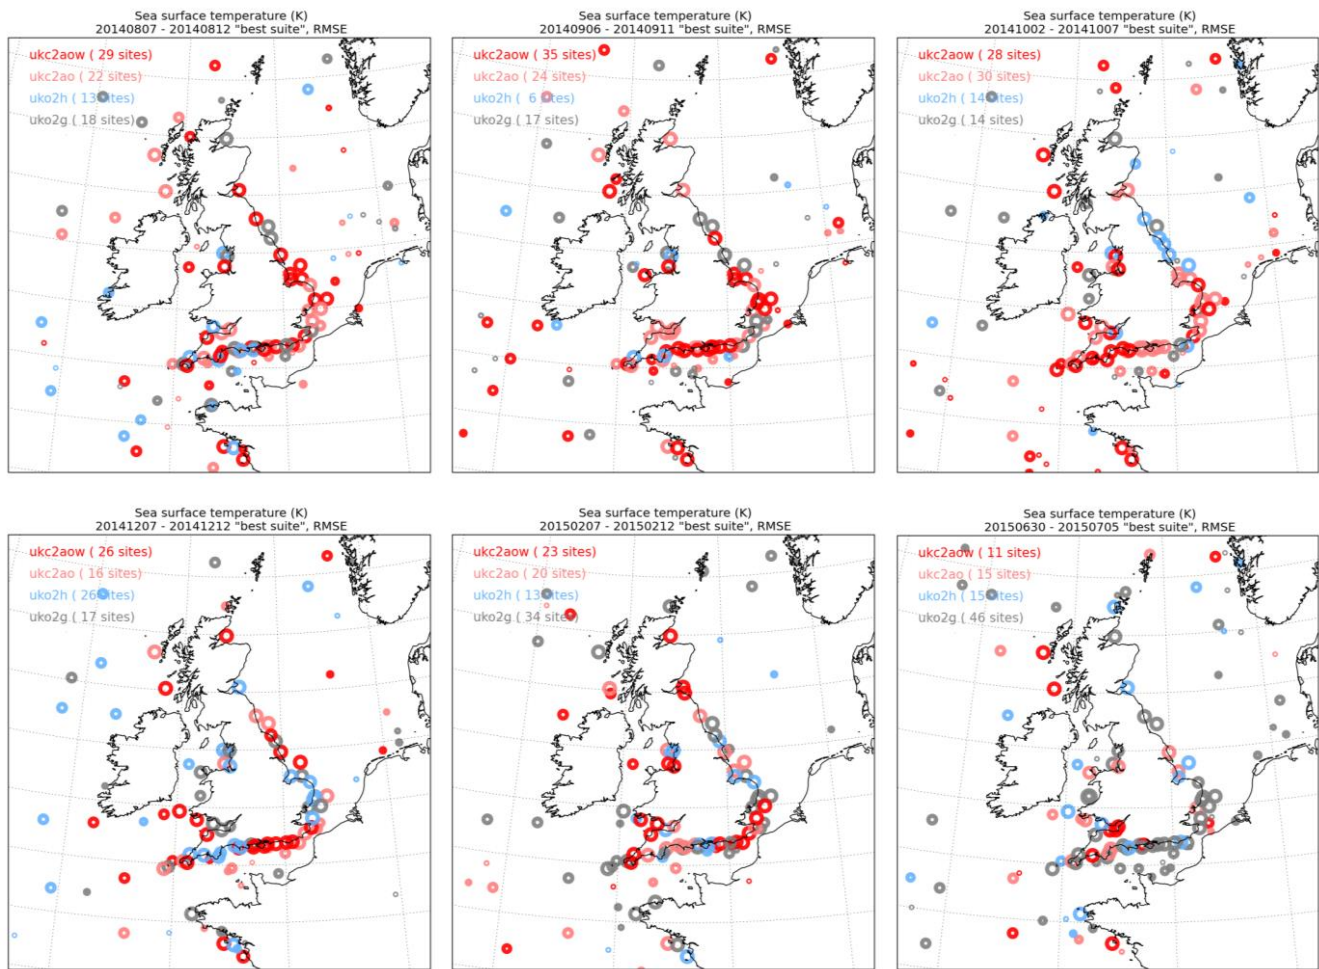 Sea surface temperature (K)
20140807 - 20140812 "best suite", RMSE
ukc2aow ( 29 sites)
ukc2ao ( 22 sites)
uko2h ( 13 sites)
uko2g ( 18 sites)
Sea surface temperature (K)
20140906 - 20140911 "best suite", RMSE
ukc2aow ( 35 sites)
ukc2ao ( 24 sites)
uko2h (  6 sites)
uko2g ( 17 sites)
Sea surface temperature (K)
20141002 - 20141007 "best suite", RMSE
ukc2aow ( 28 sites)
ukc2ao ( 30 sites)
uko2h ( 14 sites)
uko2g ( 14 sites)
Sea surface temperature (K)
20141207 - 20141212 "best suite", RMSE
ukc2aow ( 26 sites)
ukc2ao ( 16 sites)
uko2h ( 26 sites)
uko2g ( 17 sites)
Sea surface temperature (K)
20150207 - 20150212 "best suite", RMSE
ukc2aow ( 23 sites)
ukc2ao ( 20 sites)
uko2h ( 13 sites)
uko2g ( 34 sites)
Sea surface temperature (K)
20150630 - 20150705 "best suite", RMSE
ukc2aow ( 11 sites)
ukc2ao ( 15 sites)
uko2h ( 15 sites)
uko2g ( 46 sites)